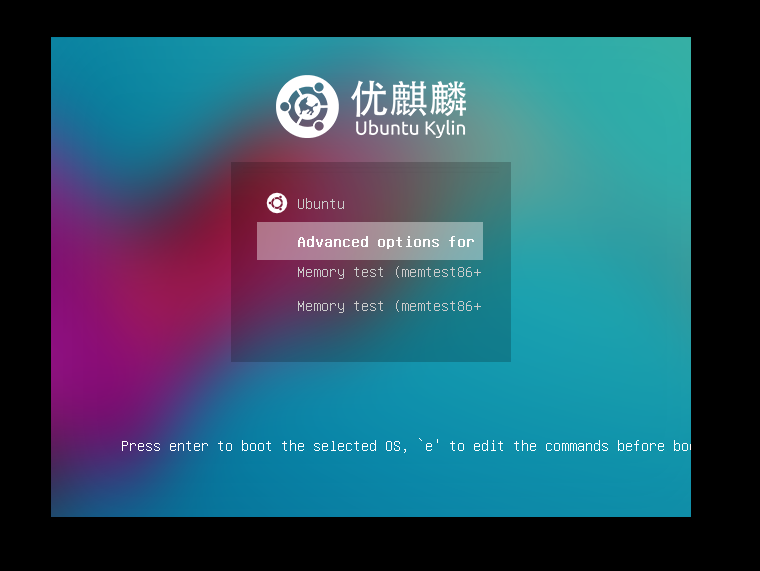 优麒麟
Ubuntu Kylin
Ubuntu
Advanced options for
Memory test (memtest86+
Memory test (memtest86+
Press enter to boot the selected OS, `e' to edit the commands before boo